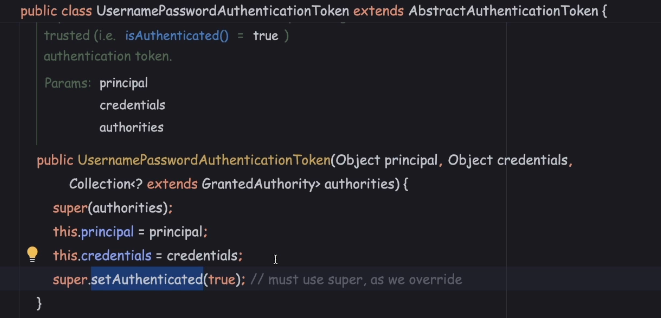 public class UsernamePasswordAuthenticationToken extends AbstractAuthenticationToken {
trusted (i.e. isAuthenticated() = true )
authentication token.
Params: principal
credentials
authorities
public UsernamePasswordAuthenticationToken(Object principal, Object credentials,
Collection<? extends GrantedAuthority> authorities) {
super(authorities);
this.principal = principal;
this.credentials = credentials;
super.setAuthenticated(true); // must use super, as we override
}